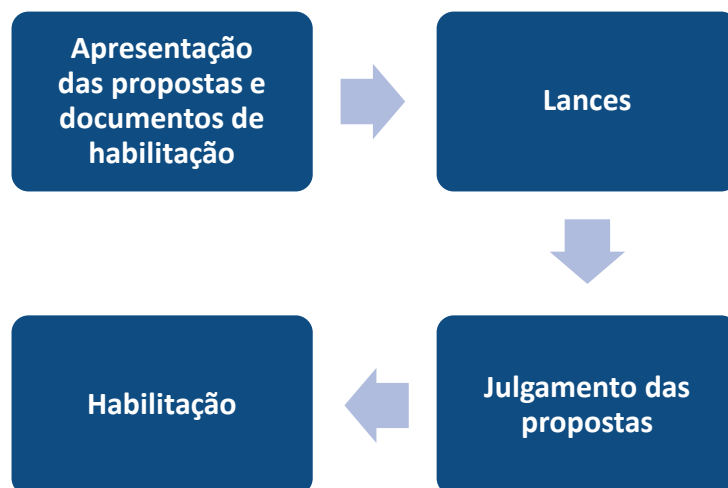 Apresentação
das propostas e
documentos de
habilitação
Lances
Julgamento das
propostas
Habilitação